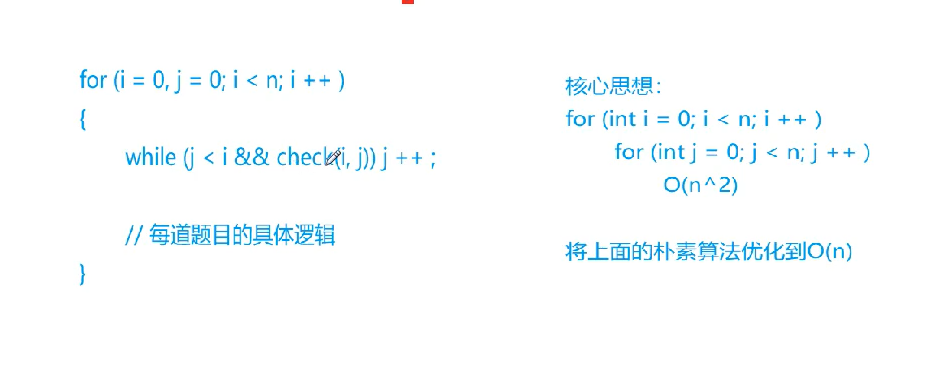 for (i = 0, j = 0; i < n; i ++ )
{
while (j < i && check(i, j)) j ++ ;
// 每道题目的具体逻辑
}
核心思想：
for (int i = 0; i < n; i ++ )
for (int j = 0; j < n; j ++ )
O(n^2)
将上面的朴素算法优化到O(n)